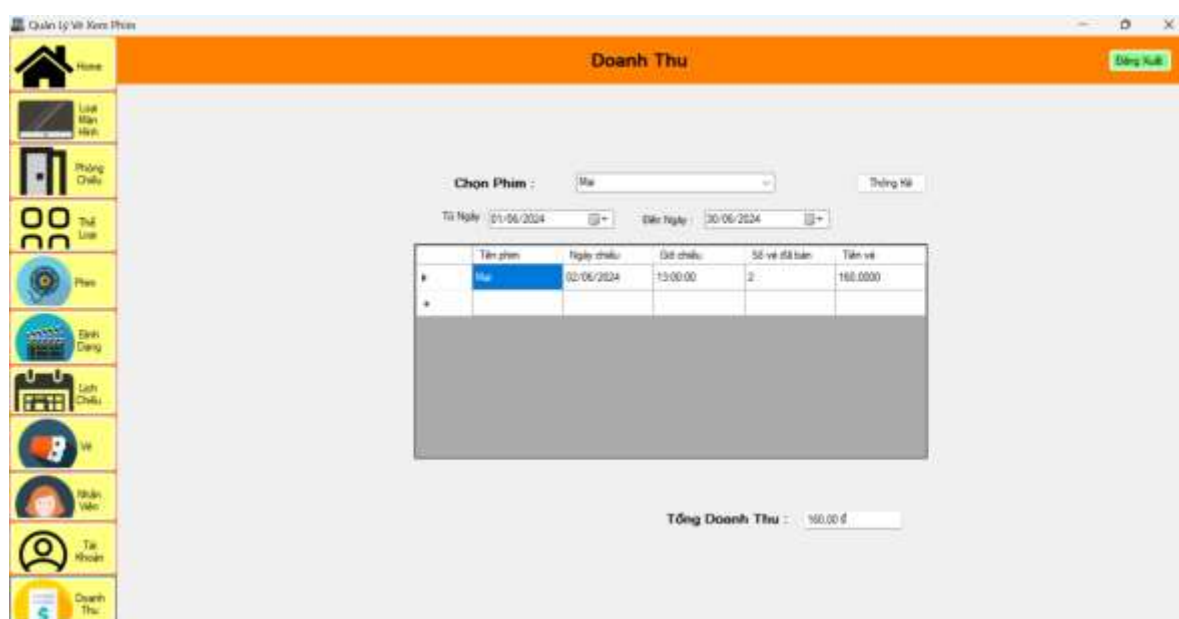 Quản Lý Vé Xem Phim
Doanh Thu
Đăng Xuất
Home
Loại
Màn
Hình
Phòng
Chiếu
Thể
Loại
Phim
Định
Dạng
Lịch
Chiếu
Vé
Nhân
Viên
Tài
Khoản
Doanh
Thu
Chọn Phim : Mai Thống Kê
Từ Ngày 01/06/2024 Đến Ngày : 30/06/2024
Tên phim Ngày chiếu Giờ chiếu Số vé đã bán Tiền vé
Mai 02/06/2024 13:00:00 2 160.0000
Tổng Doanh Thu : 160,00 ₫